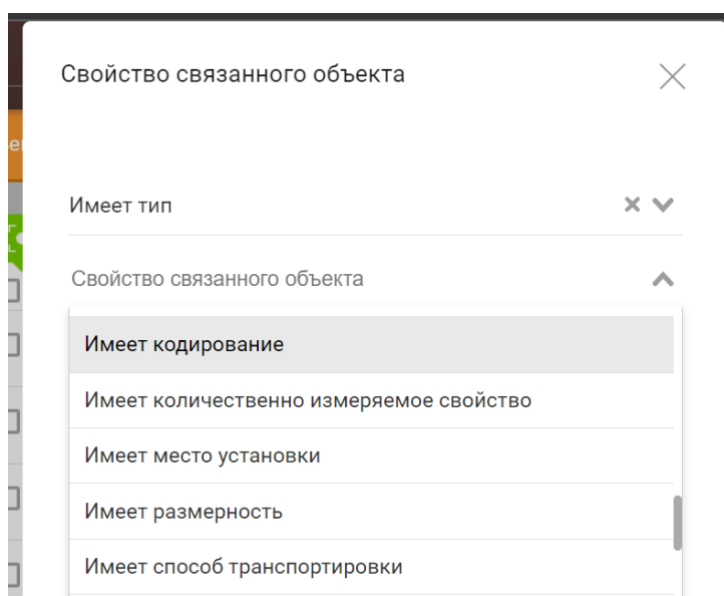 Свойство связанного объекта
Имеет тип
Свойство связанного объекта
Имеет кодирование
Имеет количественно измеряемое свойство
Имеет место установки
Имеет размерность
Имеет способ транспортировки